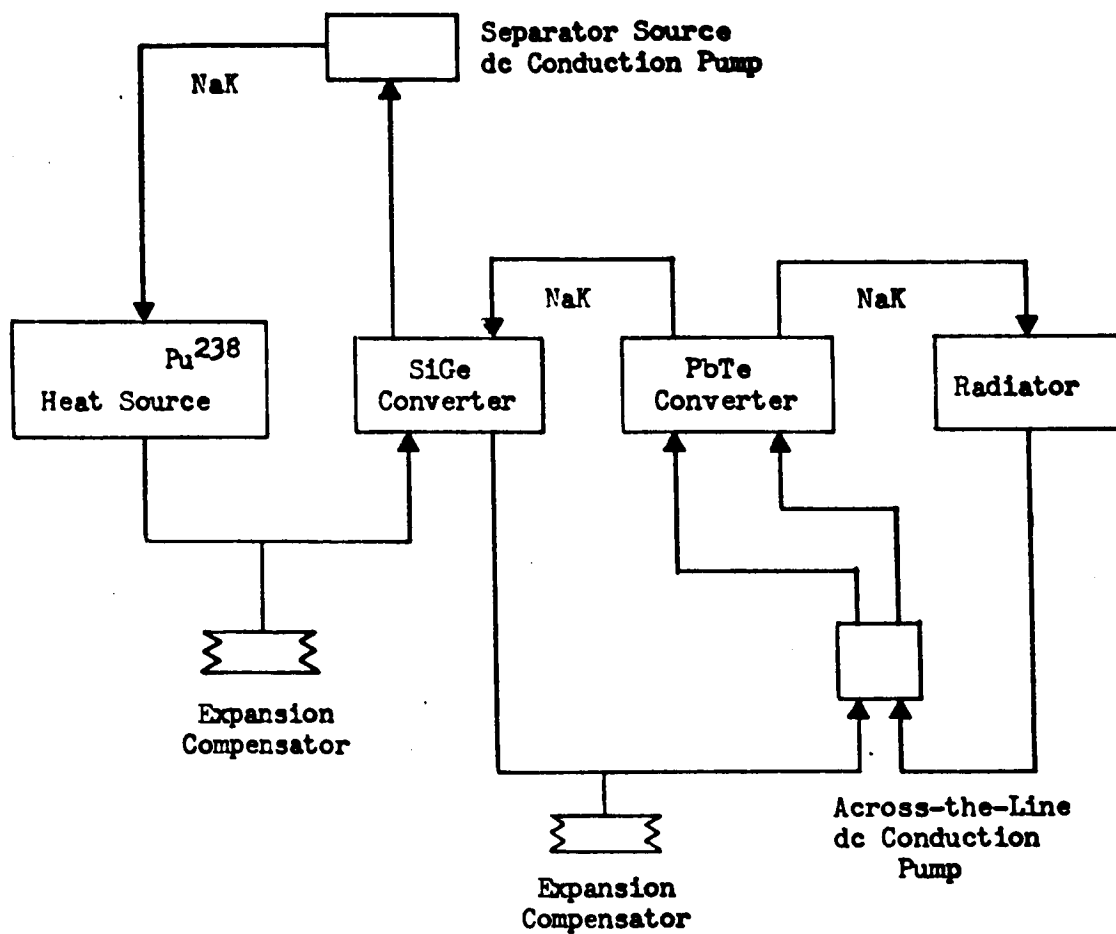 Separator Source
dc Conduction Pump
NaK
NaK
NaK
Pu238
Heat Source
SiGe
Converter
PbTe
Converter
Radiator
Expansion
Compensator
Across-the-Line
dc Conduction
Pump
Expansion
Compensator